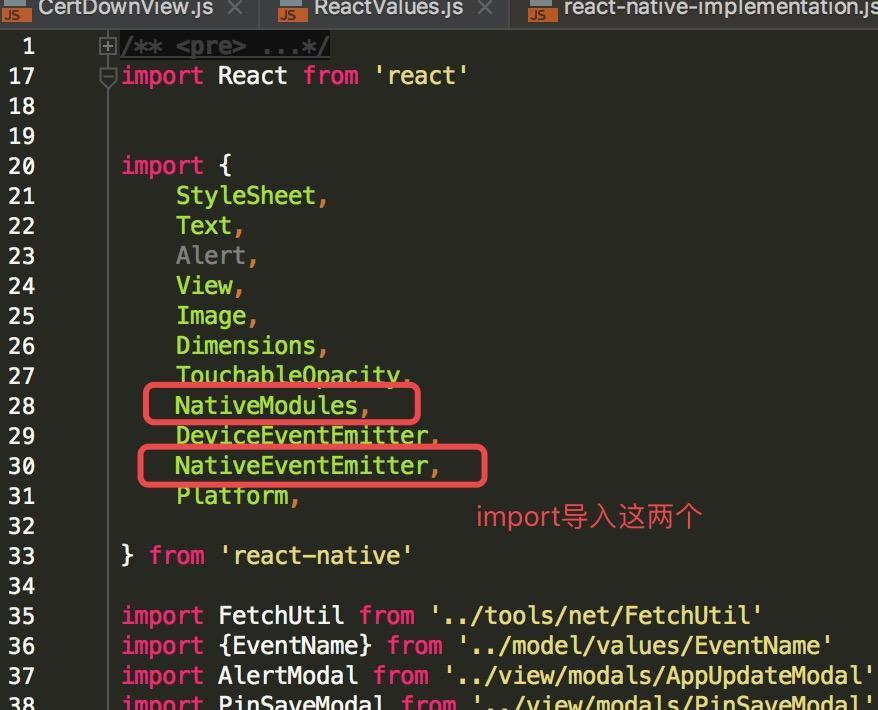 JS CertDownView.js JS ReactValues.js JS react-native-implementation.js
1 /** <pre> ...*/
17 import React from 'react'
18
19
20 import {
21 StyleSheet,
22 Text,
23 Alert,
24 View,
25 Image,
26 Dimensions,
27 TouchableOpacity,
28 NativeModules,
29 DeviceEventEmitter,
30 NativeEventEmitter,
31 Platform,
import导入这两个
32
33 } from 'react-native'
34
35 import FetchUtil from '../tools/net/FetchUtil'
36 import {EventName} from '../model/values/EventName'
37 import AlertModal from '../view/modals/AppUpdateModal'
38 import PinSaveModal from '../view/modals/PinSaveModal'